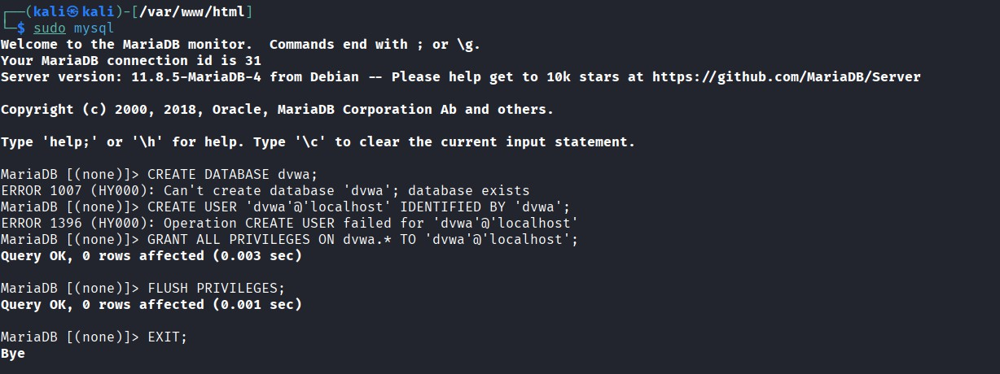 ┌──(kali㉿kali)-[/var/www/html]
└─$ sudo mysql
Welcome to the MariaDB monitor.  Commands end with ; or \g.
Your MariaDB connection id is 31
Server version: 11.8.5-MariaDB-4 from Debian -- Please help get to 10k stars at https://github.com/MariaDB/Server
Copyright (c) 2000, 2018, Oracle, MariaDB Corporation Ab and others.
Type 'help;' or '\h' for help. Type '\c' to clear the current input statement.
MariaDB [(none)]> CREATE DATABASE dvwa;
ERROR 1007 (HY000): Can't create database 'dvwa'; database exists
MariaDB [(none)]> CREATE USER 'dvwa'@'localhost' IDENTIFIED BY 'dvwa';
ERROR 1396 (HY000): Operation CREATE USER failed for 'dvwa'@'localhost'
MariaDB [(none)]> GRANT ALL PRIVILEGES ON dvwa.* TO 'dvwa'@'localhost';
Query OK, 0 rows affected (0.003 sec)
MariaDB [(none)]> FLUSH PRIVILEGES;
Query OK, 0 rows affected (0.001 sec)
MariaDB [(none)]> EXIT;
Bye